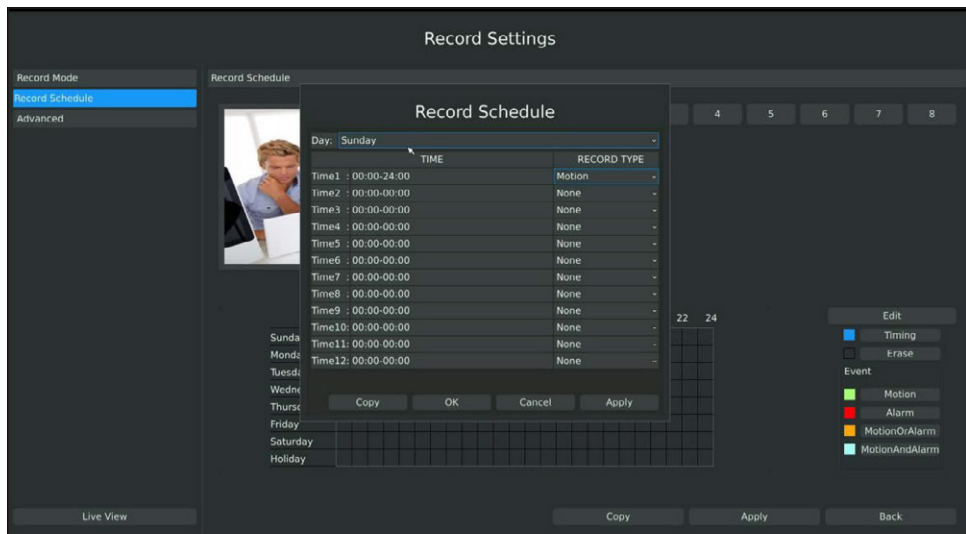 Record Settings
Record Mode
Record Schedule
Advanced
Record Schedule
4 5 6 7 8
Record Schedule
Day: Sunday
TIME RECORD TYPE
Time1 : 00:00-24:00 Motion
Time2 : 00:00-00:00 None
Time3 : 00:00-00:00 None
Time4 : 00:00-00:00 None
Time5 : 00:00-00:00 None
Time6 : 00:00-00:00 None
Time7 : 00:00-00:00 None
Time8 : 00:00-00:00 None
Time9 : 00:00-00:00 None
Time10: 00:00-00:00 None
Time11: 00:00-00:00 None
Time12: 00:00-00:00 None
Copy OK Cancel Apply
22 24
Sunda
Monda
Tuesda
Wedne
Thursd
Friday
Saturday
Holiday
Edit
Timing
Erase
Event
Motion
Alarm
MotionOrAlarm
MotionAndAlarm
Live View
Copy Apply Back